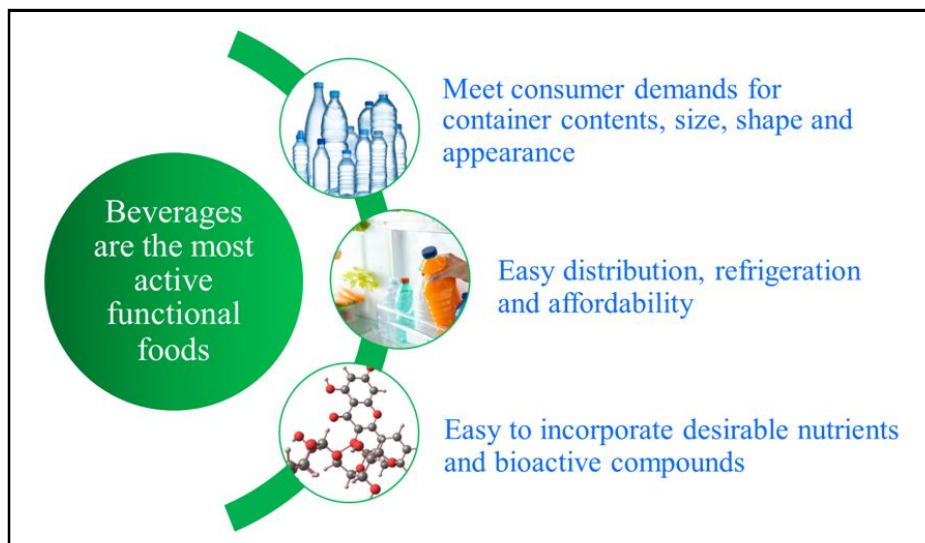 Beverages
are the most
active
functional
foods
Meet consumer demands for
container contents, size, shape and
appearance
Easy distribution, refrigeration
and affordability
Easy to incorporate desirable nutrients
and bioactive compounds